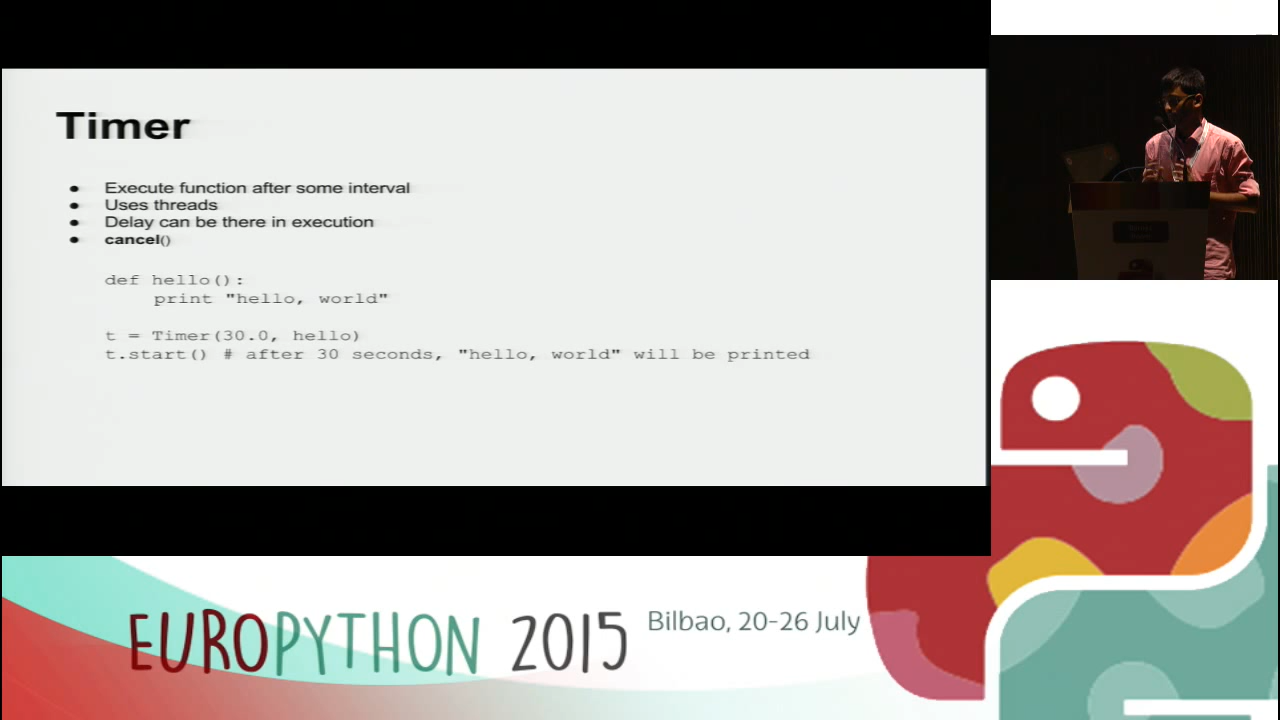 Timer
● Execute function after some interval
● Uses threads
● Delay can be there in execution
● cancel()
def hello():
    print "hello, world"
t = Timer(30.0, hello)
t.start() # after 30 seconds, "hello, world" will be printed
EUROPYTHON 2015
Bilbao, 20-26 July